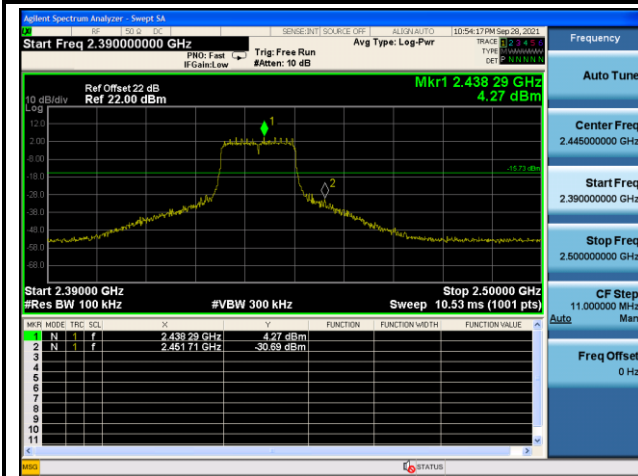 Agilent Spectrum Analyzer - Swept SA
RF 50 Ω DC SENSE:INT SOURCE OFF ALIGN AUTO 10:54:17 PM Sep 28, 2021
Start Freq 2.390000000 GHz
PNO: Fast
IFGain:Low
Trig: Free Run
#Atten: 10 dB
Avg Type: Log-Pwr
TRACE 1 2 3 4 5 6
TYPE M
DET P N N N N N
Ref Offset 22 dB
Ref 22.00 dBm
10 dB/div
Log
Mkr1 2.438 29 GHz
4.27 dBm
12.0
2.00
-8.00
-18.0
-28.0
-38.0
-48.0
-58.0
-68.0
1
2
-15.73 dBm
Start 2.39000 GHz
Stop 2.50000 GHz
#Res BW 100 kHz
#VBW 300 kHz
Sweep 10.53 ms (1001 pts)
MKR MODE TRC SCL X Y FUNCTION FUNCTION WIDTH FUNCTION VALUE
1 N 1 f 2.438 29 GHz 4.27 dBm
2 N 1 f 2.451 71 GHz -30.69 dBm
3
4
5
6
7
8
9
10
11
MSG
STATUS
Frequency
Auto Tune
Center Freq
2.445000000 GHz
Start Freq
2.390000000 GHz
Stop Freq
2.500000000 GHz
CF Step
11.000000 MHz
Auto Man
Freq Offset
0 Hz